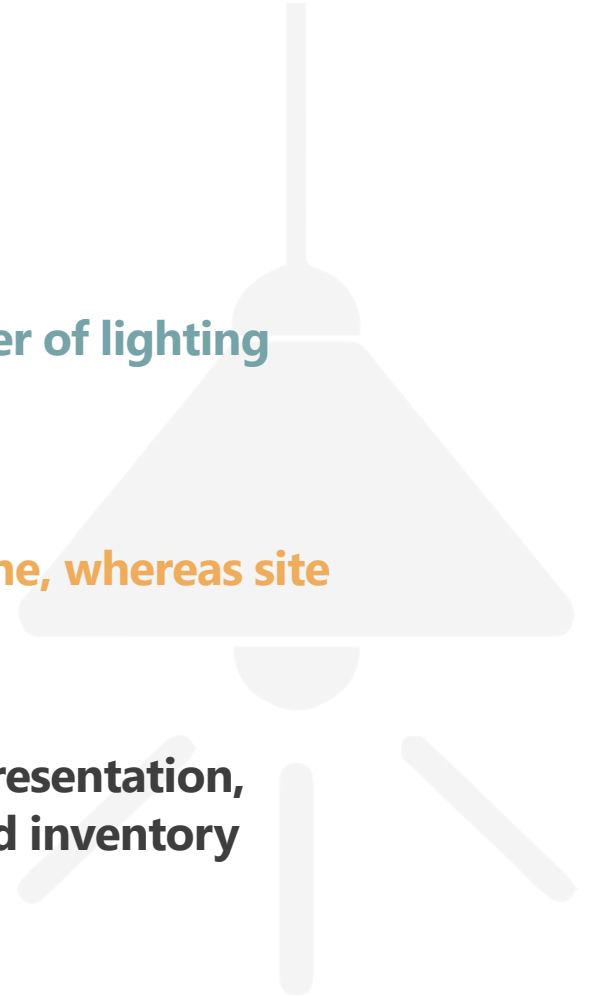 er of lighting
ne, whereas site
resentation,
d inventory